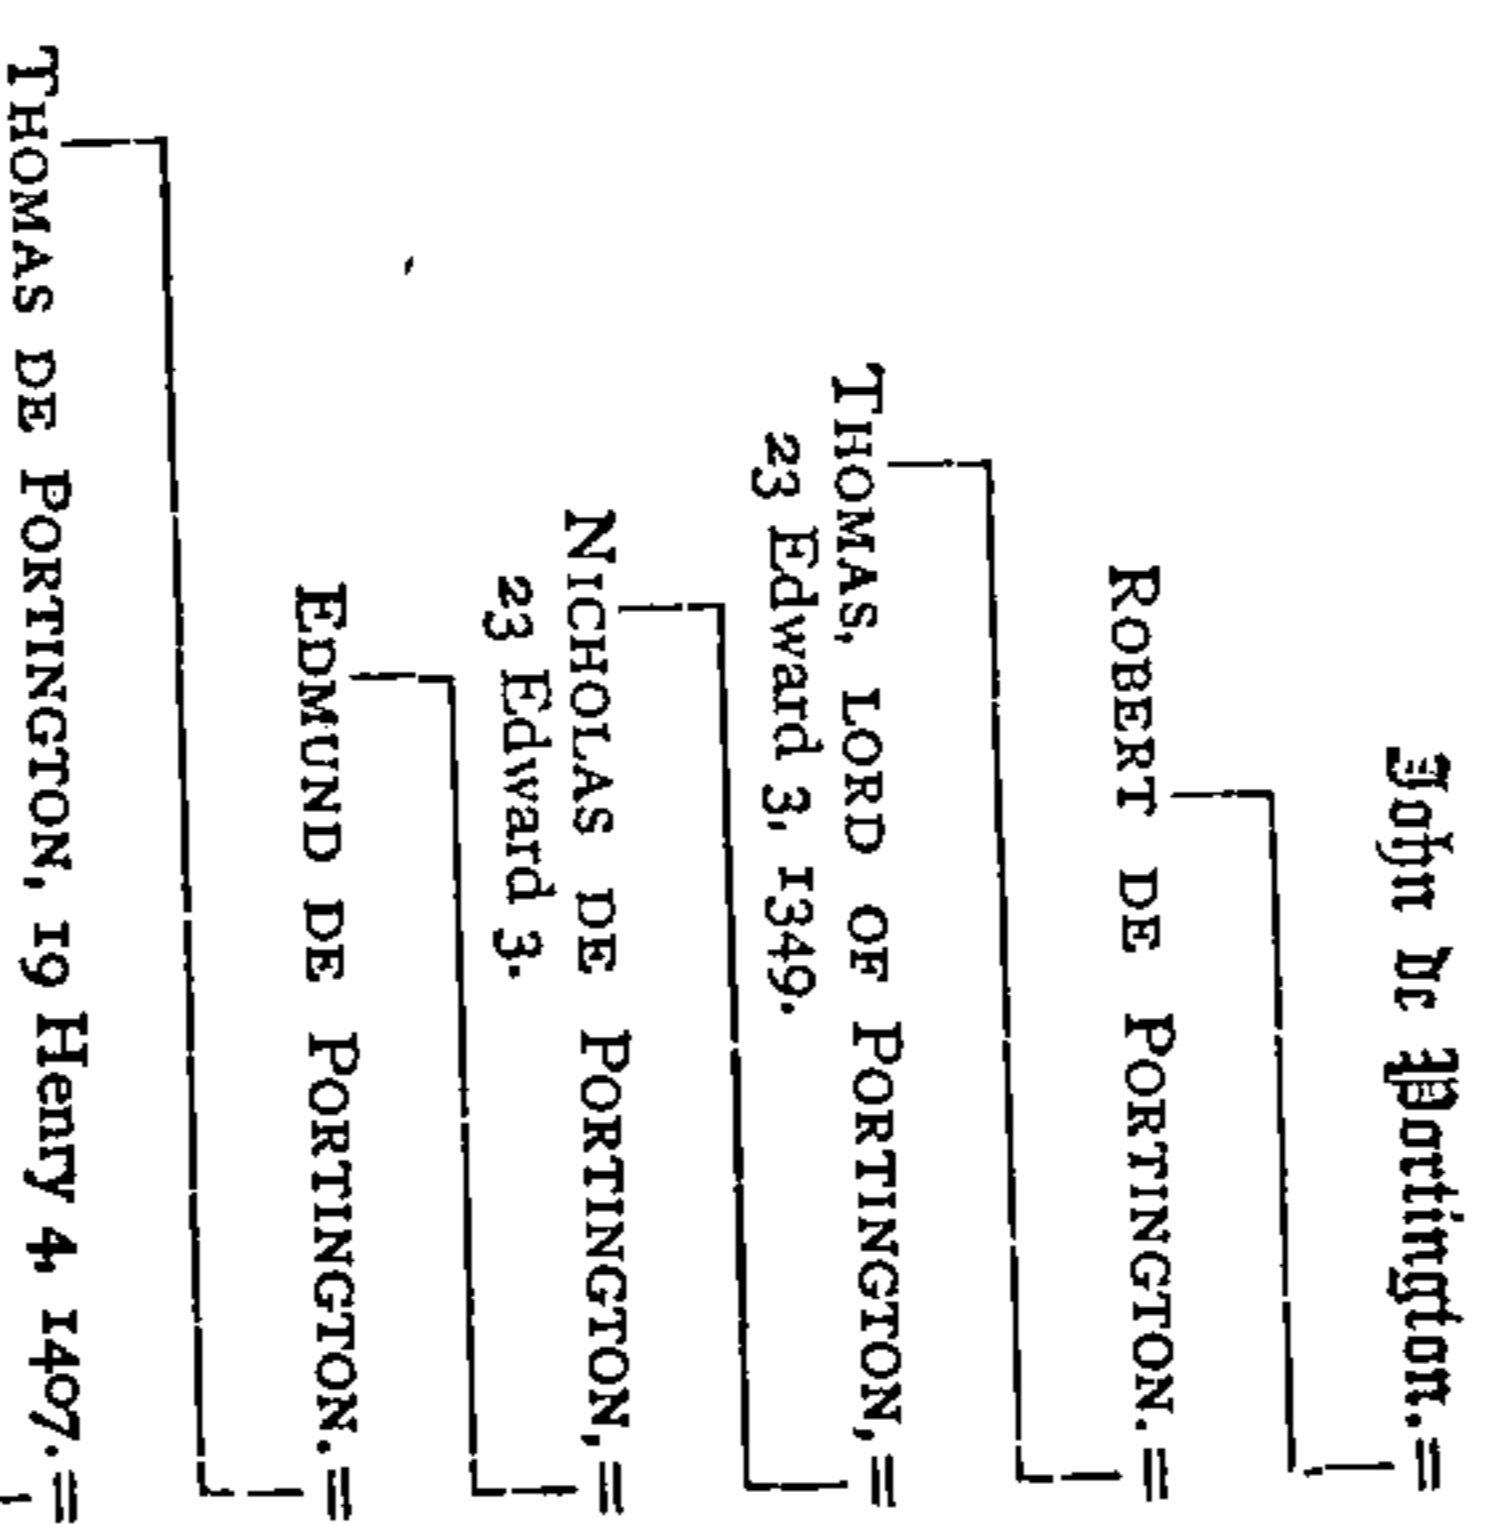 John de Portington.=
ROBERT DE PORTINGTON.=
THOMAS, LORD OF PORTINGTON,=
23 Edward 3, 1349.
NICHOLAS DE PORTINGTON,=
23 Edward 3.
EDMUND DE PORTINGTON.=
THOMAS DE PORTINGTON, 19 Henry 4, 1407.=